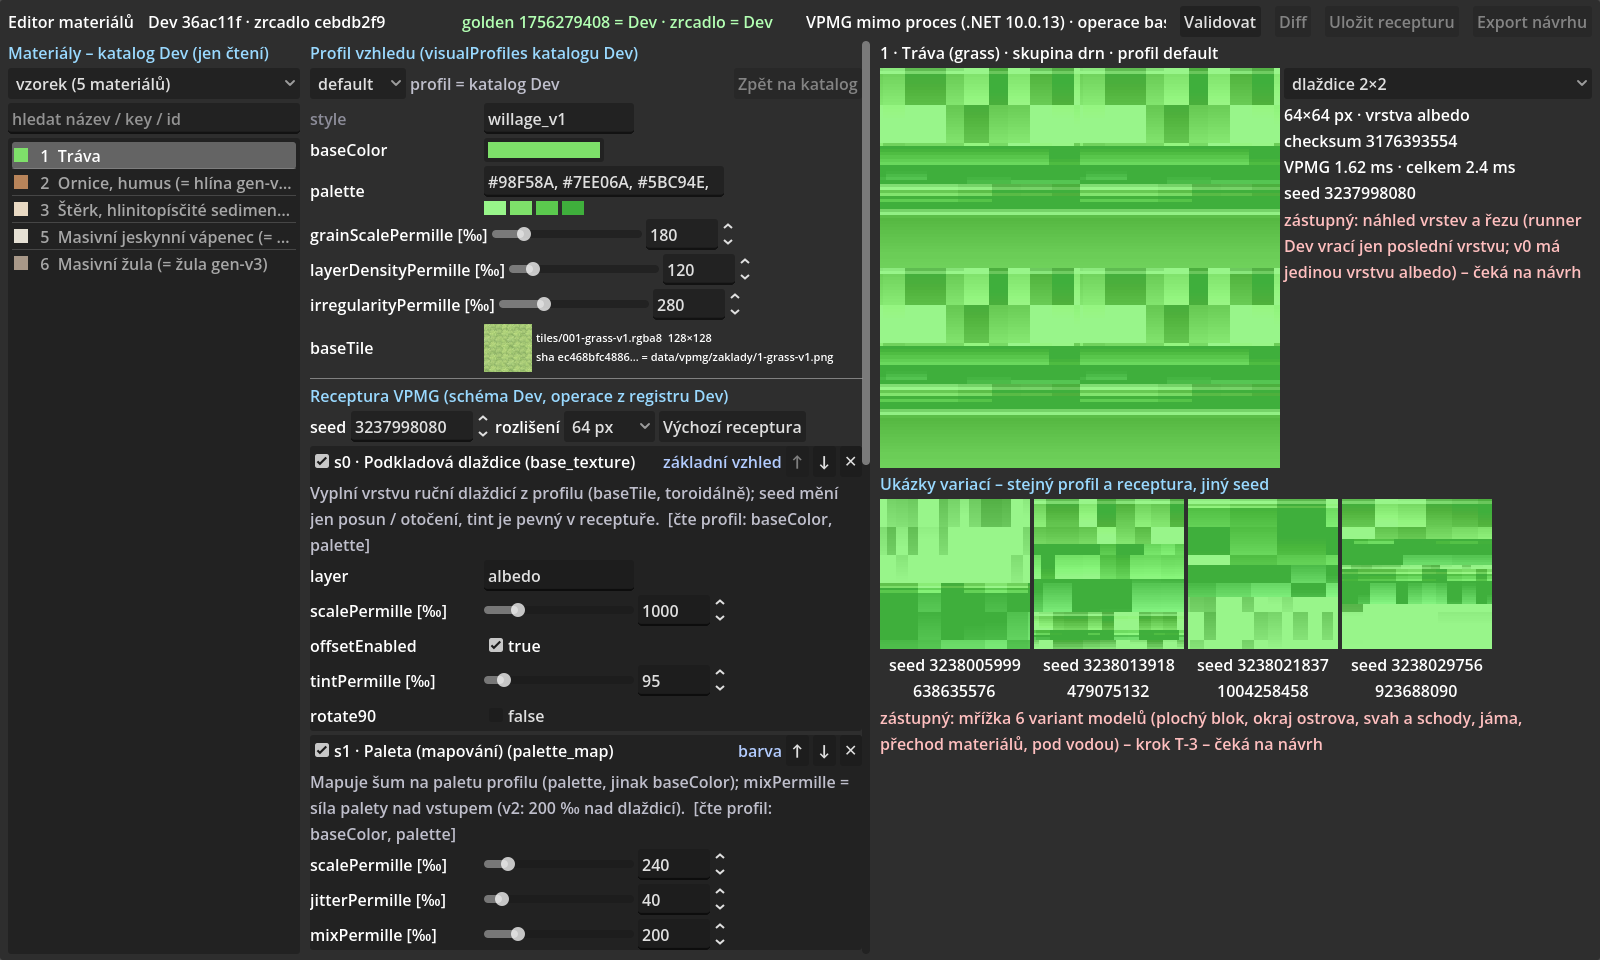 Editor materiálů Dev 36ac11f · zrcadlo cebdb2f9 golden 1756279408 = Dev · zrcadlo = Dev VPMG mimo proces (.NET 10.0.13) · operace bas Validovat Diff Uložit recepturu Export návrhu
Materiály – katalog Dev (jen čtení)
vzorek (5 materiálů)
hledat název / key / id
1 Tráva
2 Ornice, humus (= hlína gen-v...
3 Štěrk, hlinitopísčité sedimen...
5 Masivní jeskynní vápenec (= ...
6 Masivní žula (= žula gen-v3)
Profil vzhledu (visualProfiles katalogu Dev)
default profil = katalog Dev Zpět na katalog
style willage_v1
baseColor
palette #98F58A, #7EE06A, #5BC94E,
grainScalePermille [‰] 180
layerDensityPermille [‰] 120
irregularityPermille [‰] 280
baseTile tiles/001-grass-v1.rgba8 128×128
sha ec468bfc4886... = data/vpmg/zaklady/1-grass-v1.png
Receptura VPMG (schéma Dev, operace z registru Dev)
seed 3237998080 rozlišení 64 px Výchozí receptura
s0 · Podkladová dlaždice (base_texture) základní vzhled ↑ ↓ ×
Vyplní vrstvu ruční dlaždicí z profilu (baseTile, toroidálně); seed mění
jen posun / otočení, tint je pevný v receptuře. [čte profil: baseColor,
palette]
layer albedo
scalePermille [‰] 1000
offsetEnabled true
tintPermille [‰] 95
rotate90 false
s1 · Paleta (mapování) (palette_map) barva ↑ ↓ ×
Mapuje šum na paletu profilu (palette, jinak baseColor); mixPermille =
síla palety nad vstupem (v2: 200 ‰ nad dlaždicí). [čte profil:
baseColor, palette]
scalePermille [‰] 240
jitterPermille [‰] 40
mixPermille [‰] 200
1 · Tráva (grass) · skupina drn · profil default
dlaždice 2×2
64×64 px · vrstva albedo
checksum 3176393554
VPMG 1.62 ms · celkem 2.4 ms
seed 3237998080
zástupný: náhled vrstev a řezu (runner
Dev vrací jen poslední vrstvu; v0 má
jedinou vrstvu albedo) – čeká na návrh
Ukázky variací – stejný profil a receptura, jiný seed
seed 3238005999 seed 3238013918 seed 3238021837 seed 3238029756
638635576 479075132 1004258458 923688090
zástupný: mřížka 6 variant modelů (plochý blok, okraj ostrova, svah a schody, jáma,
přechod materiálů, pod vodou) – krok T-3 – čeká na návrh